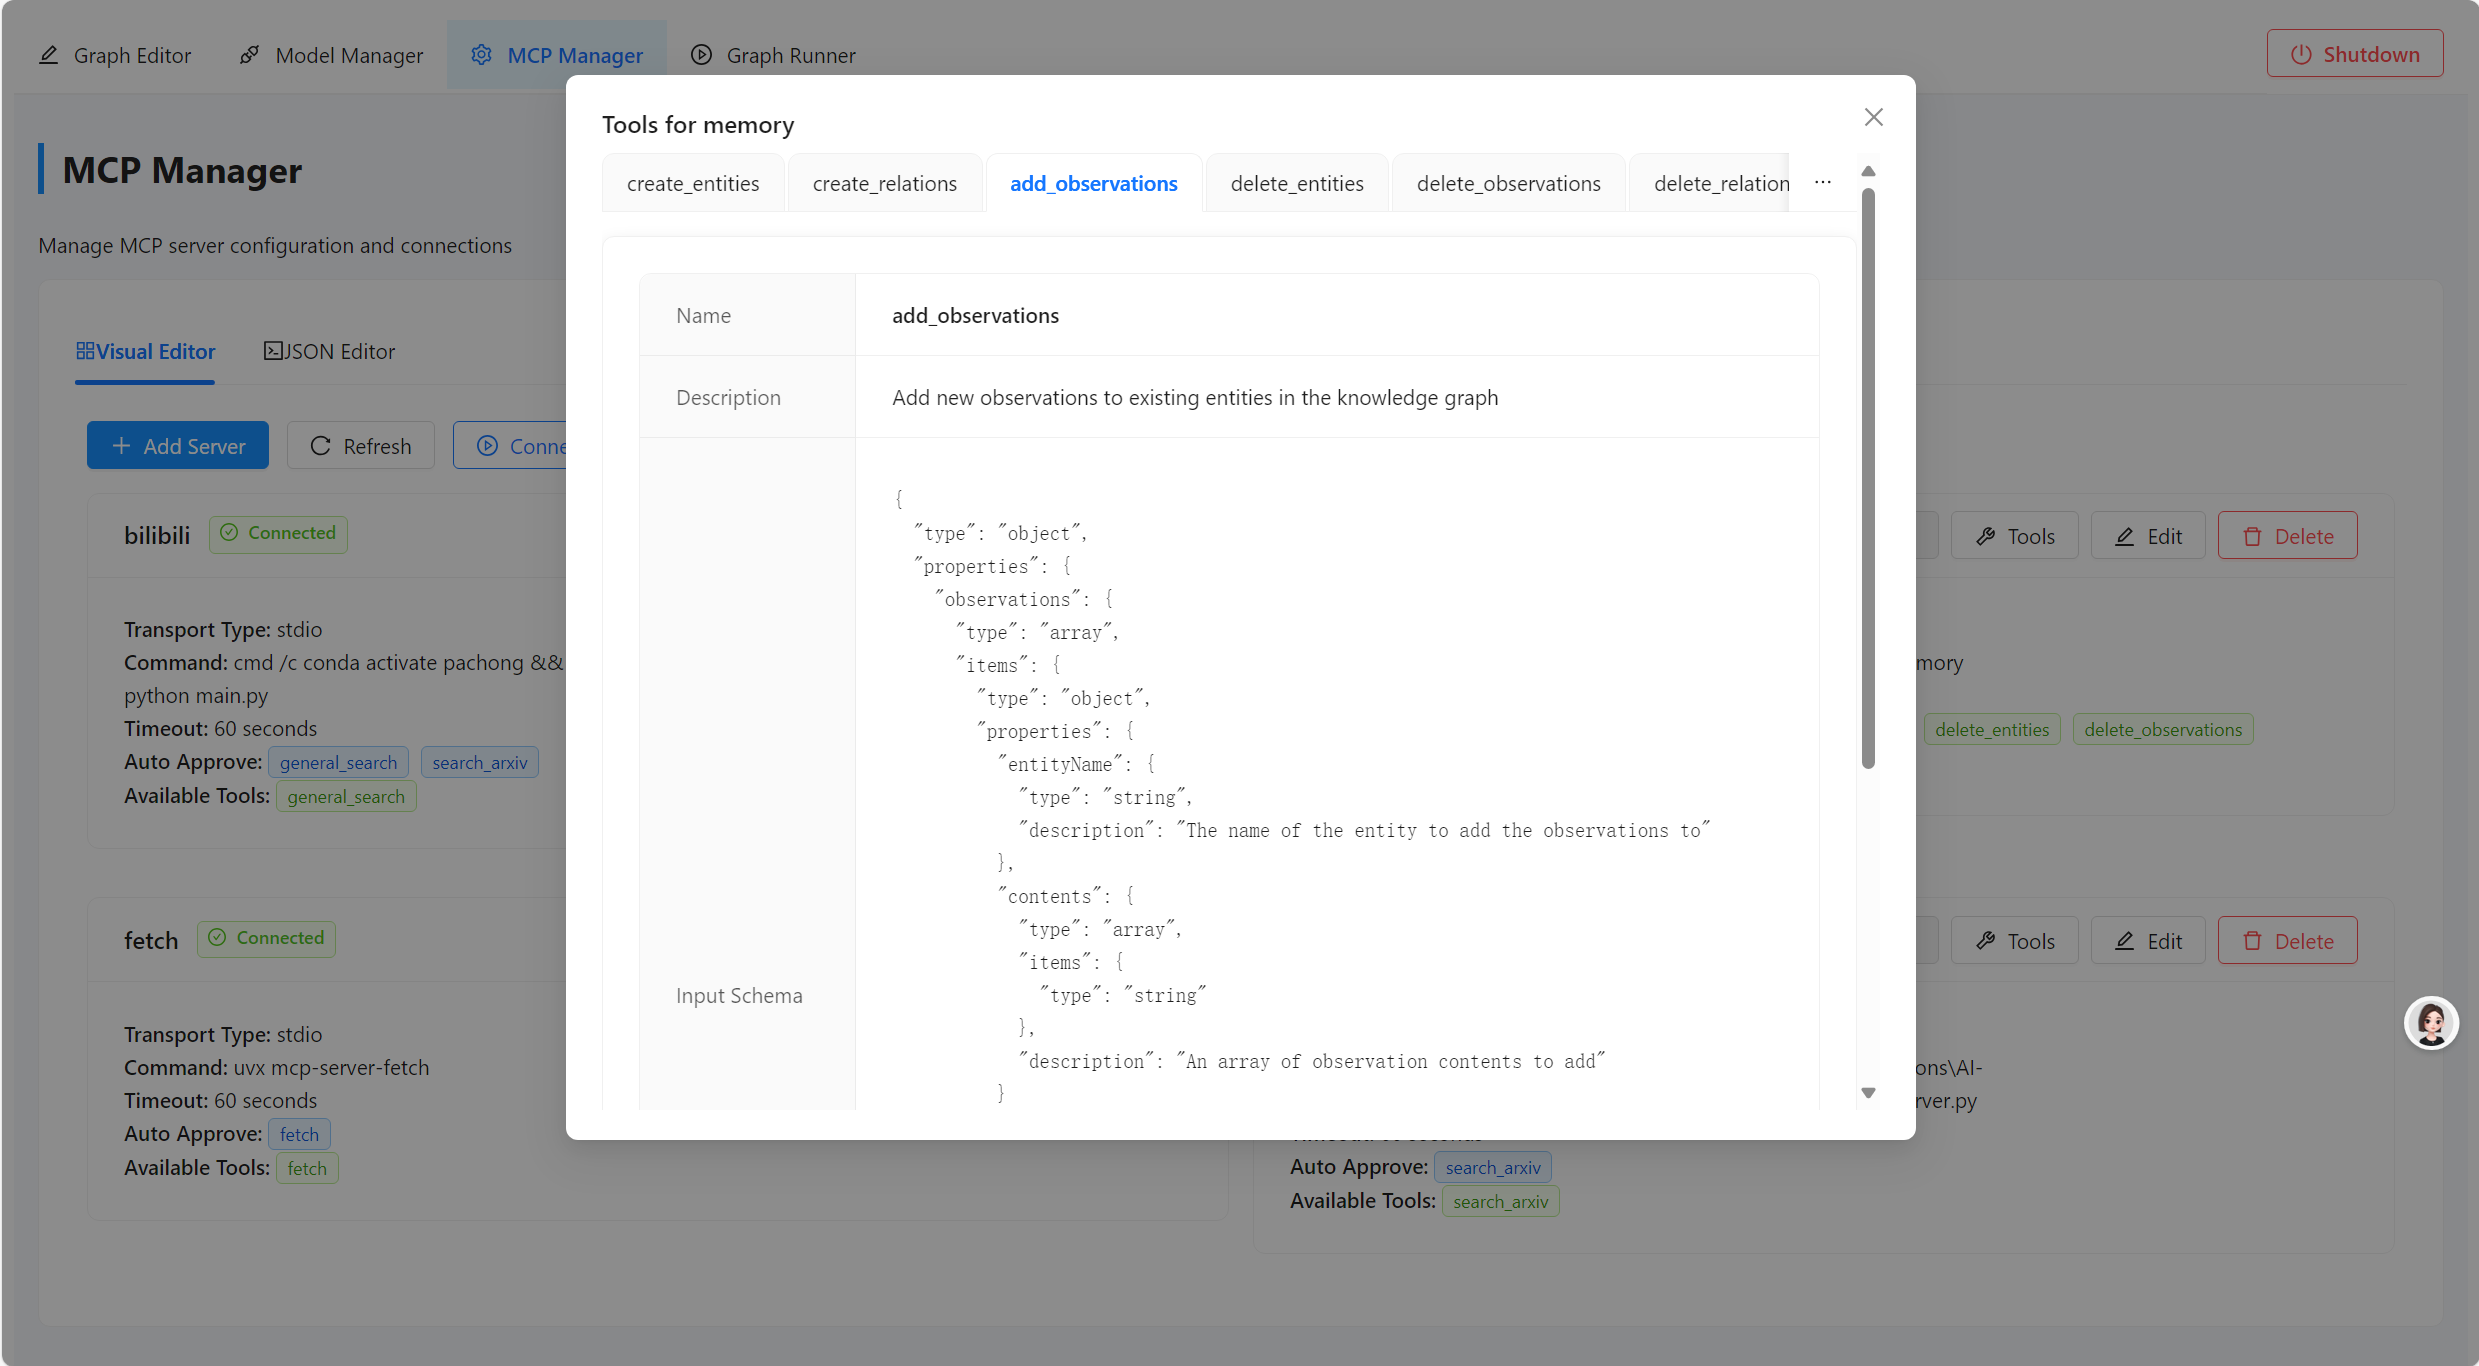 Graph Editor
Model Manager
MCP Manager
Graph Runner
Shutdown
MCP Manager
Manage MCP server configuration and connections
Visual Editor
JSON Editor
Add Server
Refresh
bilibili
Connected
Transport Type: stdio
Command: cmd /c conda activate pachong &&
python main.py
Timeout: 60 seconds
Auto Approve: general_search search_arxiv
Available Tools: general_search
fetch
Connected
Transport Type: stdio
Command: uvx mcp-server-fetch
Timeout: 60 seconds
Auto Approve: fetch
Available Tools: fetch
Tools for memory
create_entities
create_relations
add_observations
delete_entities
delete_observations
delete_relation
...
Name
add_observations
Description
Add new observations to existing entities in the knowledge graph
Input Schema
{
"type": "object",
"properties": {
"observations": {
"type": "array",
"items": {
"type": "object",
"properties": {
"entityName": {
"type": "string",
"description": "The name of the entity to add the observations to"
},
"contents": {
"type": "array",
"items": {
"type": "string"
},
"description": "An array of observation contents to add"
}
Tools
Edit
Delete
mory
delete_entities
delete_observations
Tools
Edit
Delete
ons\AI-
rver.py
Auto Approve: search_arxiv
Available Tools: search_arxiv